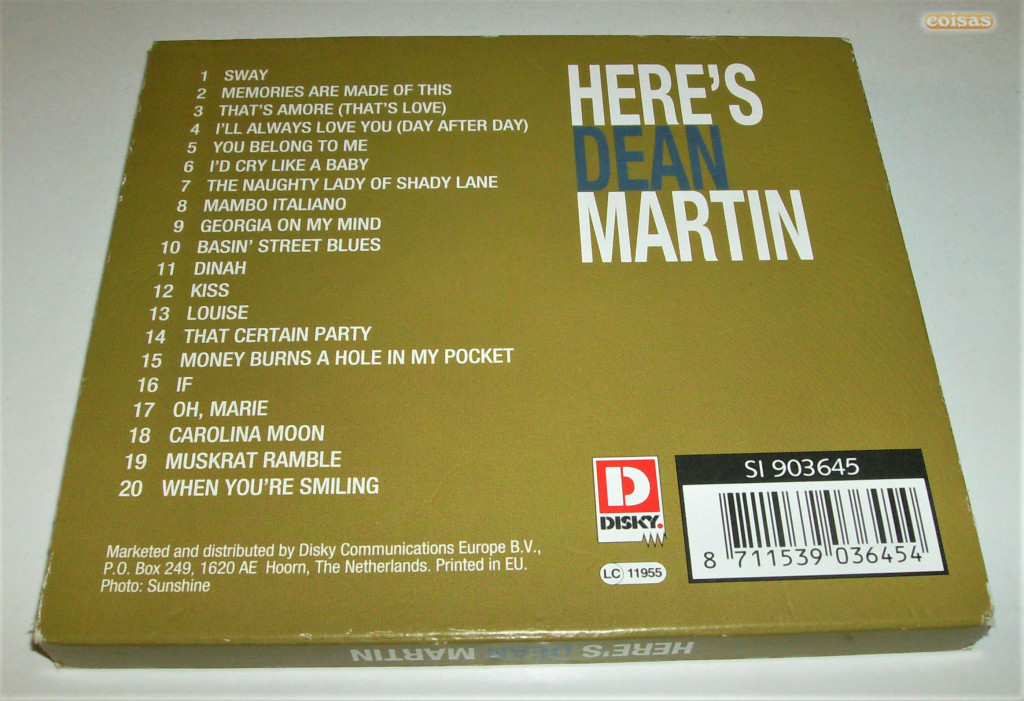 coisas
1 SWAY
2 MEMORIES ARE MADE OF THIS
3 THAT'S AMORE (THAT'S LOVE)
4 I'LL ALWAYS LOVE YOU (DAY AFTER DAY)
5 YOU BELONG TO ME
6 I'D CRY LIKE A BABY
7 THE NAUGHTY LADY OF SHADY LANE
8 MAMBO ITALIANO
9 GEORGIA ON MY MIND
10 BASIN' STREET BLUES
11 DINAH
12 KISS
13 LOUISE
14 THAT CERTAIN PARTY
15 MONEY BURNS A HOLE IN MY POCKET
16 IF
17 OH, MARIE
18 CAROLINA MOON
19 MUSKRAT RAMBLE
20 WHEN YOU'RE SMILING
HERE'S
DEAN
MARTIN
Marketed and distributed by Disky Communications Europe B.V.,
P.O. Box 249, 1620 AE Hoorn, The Netherlands. Printed in EU.
Photo: Sunshine
D
DISKY.
LC 11955
SI 903645
8 711539 036454
HERE'S DEAN MARTIN